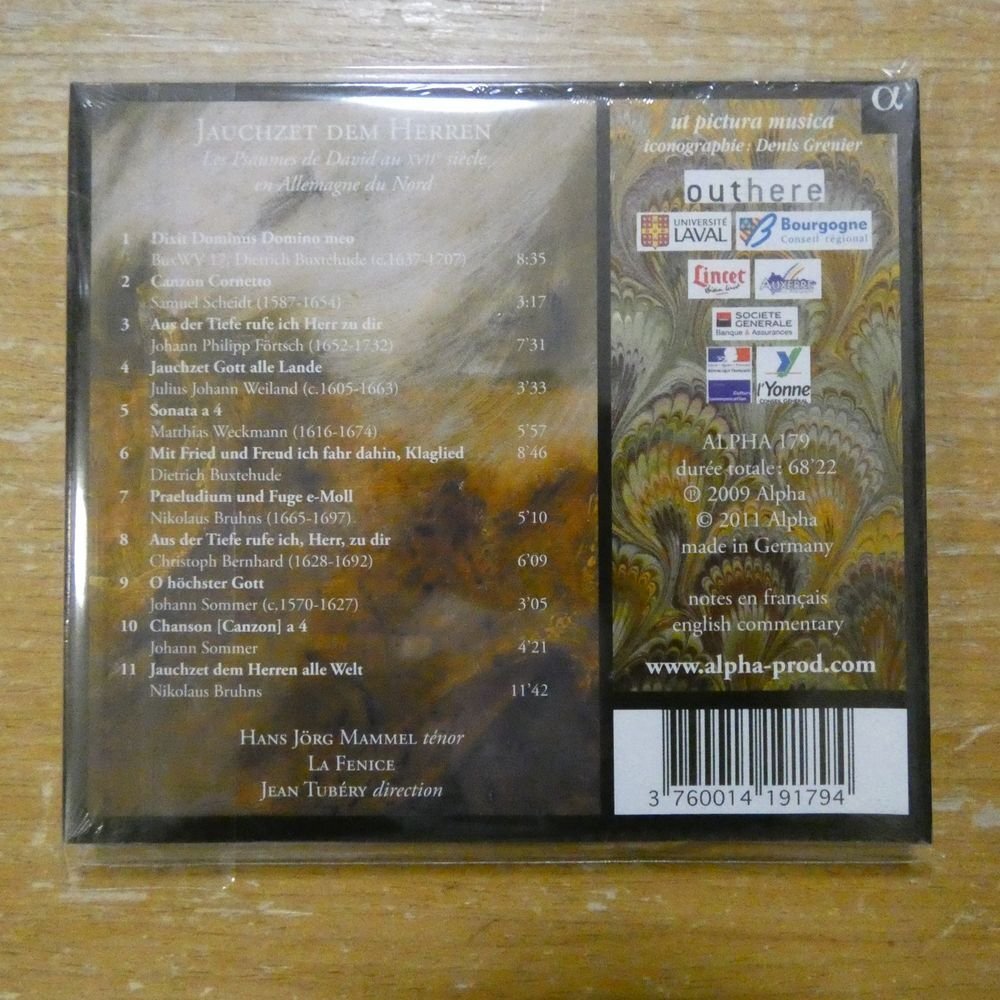 JAUCHZET DEM HERREN
Les Psaumes de David au XVIIe siècle
en Allemagne du Nord
1 Dixit Dominus Domino meo
BuxWV 17, Dietrich Buxtehude (c.1637-1707) 8:35
2 Canzon Cornetto
Samuel Scheidt (1587-1654) 3:17
3 Aus der Tiefe rufe ich Herr zu dir
Johann Philipp Förtsch (1652-1732) 7'31
4 Jauchzet Gott alle Lande
Julius Johann Weiland (c.1605-1663) 3'33
5 Sonata a 4
Matthias Weckmann (1616-1674) 5'57
6 Mit Fried und Freud ich fahr dahin, Klaglied 8'46
Dietrich Buxtehude
7 Praeludium und Fuge e-Moll
Nikolaus Bruhns (1665-1697) 5'10
8 Aus der Tiefe rufe ich, Herr, zu dir
Christoph Bernhard (1628-1692) 6'09
9 O höchster Gott
Johann Sommer (c.1570-1627) 3'05
10 Chanson [Canzon] a 4
Johann Sommer 4'21
11 Jauchzet dem Herren alle Welt
Nikolaus Bruhns 11'42
HANS JÖRG MAMMEL ténor
LA FENICE
JEAN TUBÉRY direction
α
ut pictura musica
iconographie : Denis Grenier
outhere
UNIVERSITÉ
LAVAL
Bourgogne
Conseil régional
Lincet
AUXERRE
SOCIETE
GENERALE
Banque & Assurances
l'Yonne
CONSEIL GÉNÉRAL
ALPHA 179
durée totale : 68'22
℗ 2009 Alpha
© 2011 Alpha
made in Germany
notes en français
english commentary
www.alpha-prod.com
3 760014 191794